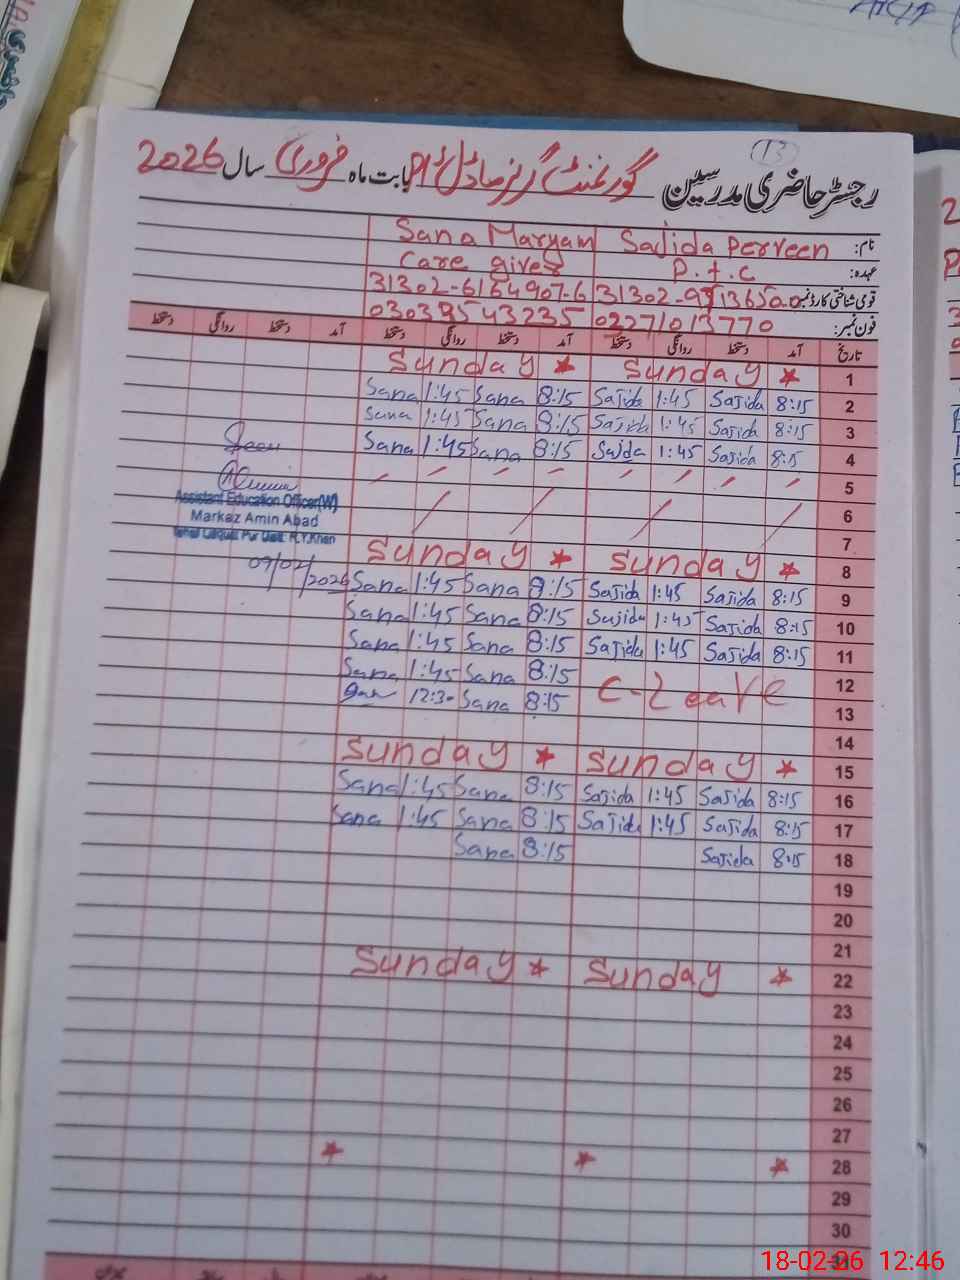 13
رجسٹر حاضری مدرسین گورنمنٹ گرلز ماڈل بابت ماہ فروری سال 2026
نام: Sajida Perveen Sana Maryam
عہدہ: P.t.c Care giver
قومی شناختی کارڈ نمبر 31302-6164907-6
فون نمبر: 02271013770 03038543235
تاریخ آمد دستخط روانگی دستخط آمد دستخط روانگی دستخط آمد دستخط روانگی دستخط
Sunday * Sunday * 1
Sana 1:45 Sana 8:15 Sajida 1:45 Sajida 8:15 2
Sana 1:45 Sana 8:15 Sajida 1:45 Sajida 8:15 3
Sana 1:45 Sana 8:15 Sajda 1:45 Sajida 8:15 4
5
6
Assistant Education Officer(W)
Markaz Amin Abad
Tehsil Liaquat Pur Distt. R.Y.Khan
7
Sunday * Sunday * 8
07/02/2026
Sana 1:45 Sana 8:15 Sajida 1:45 Sajida 8:15 9
Sana 1:45 Sana 8:15 Sajida 1:45 Sajida 8:15 10
Sana 1:45 Sana 8:15 Sajida 1:45 Sajida 8:15 11
Sana 1:45 Sana 8:15 C-Leave 12
12:30 Sana 8:15 13
14
Sunday * Sunday * 15
Sana 1:45 Sana 8:15 Sajida 1:45 Sajida 8:15 16
Sana 1:45 Sana 8:15 Sajida 1:45 Sajida 8:15 17
Sana 8:15 Sajida 8:15 18
19
20
21
Sunday * Sunday * 22
23
24
25
26
27
* * * 28
29
30
31
18-02-26 12:46